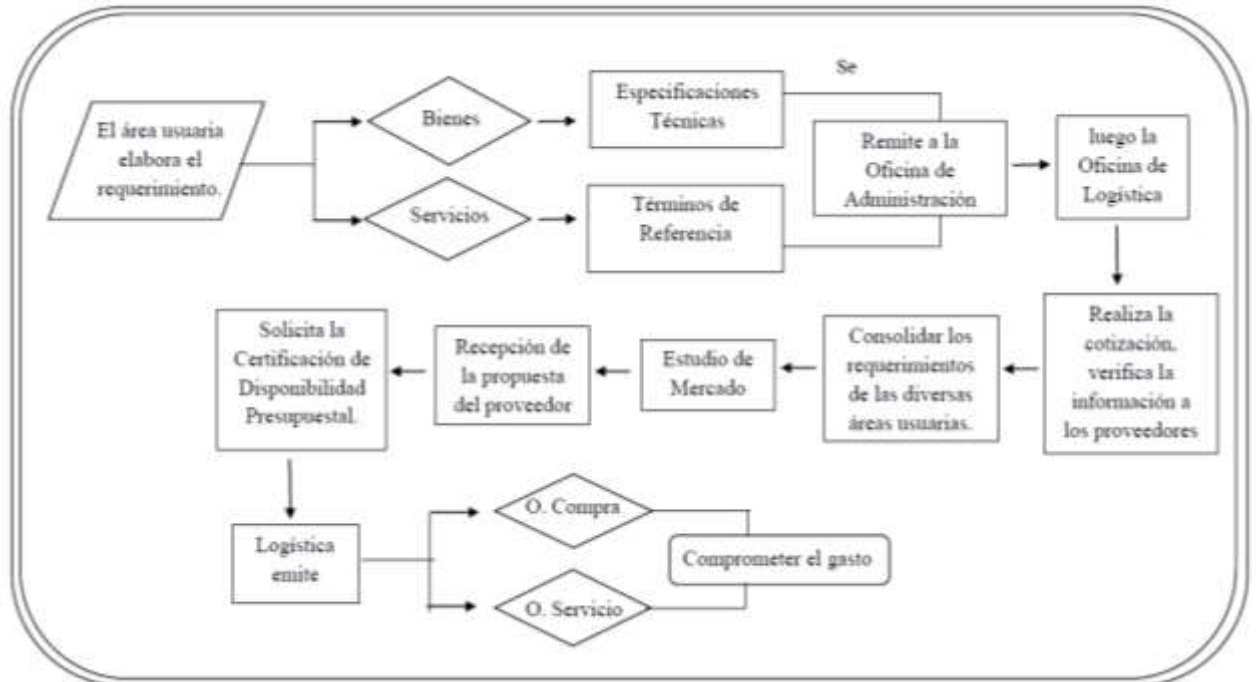 Se
El área usuaria
elabora el
requerimiento.
Bienes
Especificaciones
Técnicas
Servicios
Términos de
Referencia
Remite a la
Oficina de
Administración
luego la
Oficina de
Logística
Realiza la
cotización,
verifica la
información a
los proveedores
Consolidar los
requerimientos
de las diversas
áreas usuarias.
Estudio de
Mercado
Recepción de
la propuesta
del proveedor
Solicita la
Certificación de
Disponibilidad
Presupuestal.
Logística
emite
O. Compra
O. Servicio
Comprometer el gasto